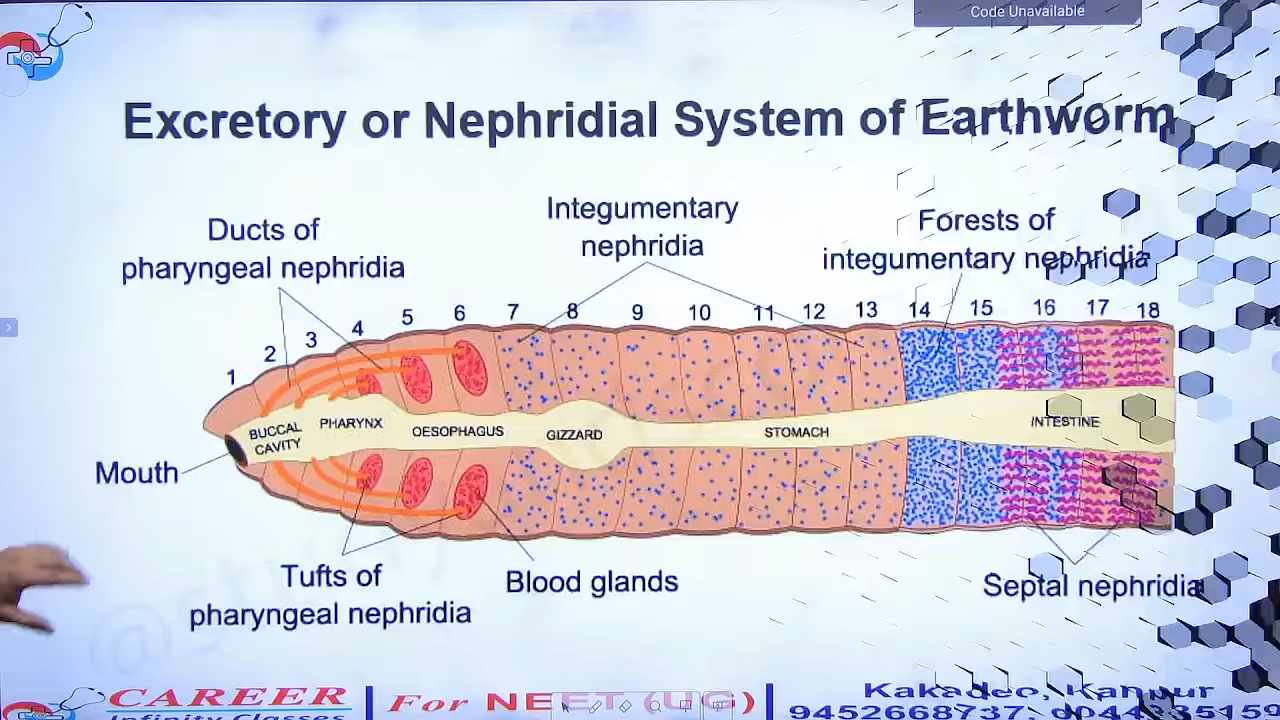 Code Unavailable
Excretory or Nephridial System of Earthworm
Integumentary
nephridia
Ducts of
pharyngeal nephridia
Forests of
integumentary nephridia
1 2 3 4 5 6 7 8 9 10 11 12 13 14 15 16 17 18
BUCCAL
CAVITY
PHARYNX
OESOPHAGUS
GIZZARD
STOMACH
INTESTINE
Mouth
Tufts of
pharyngeal nephridia
Blood glands
Septal nephridia
CAREER
Infinity Classes
For NEET (UG)
Kakadeo, Kanpur
9452668737,